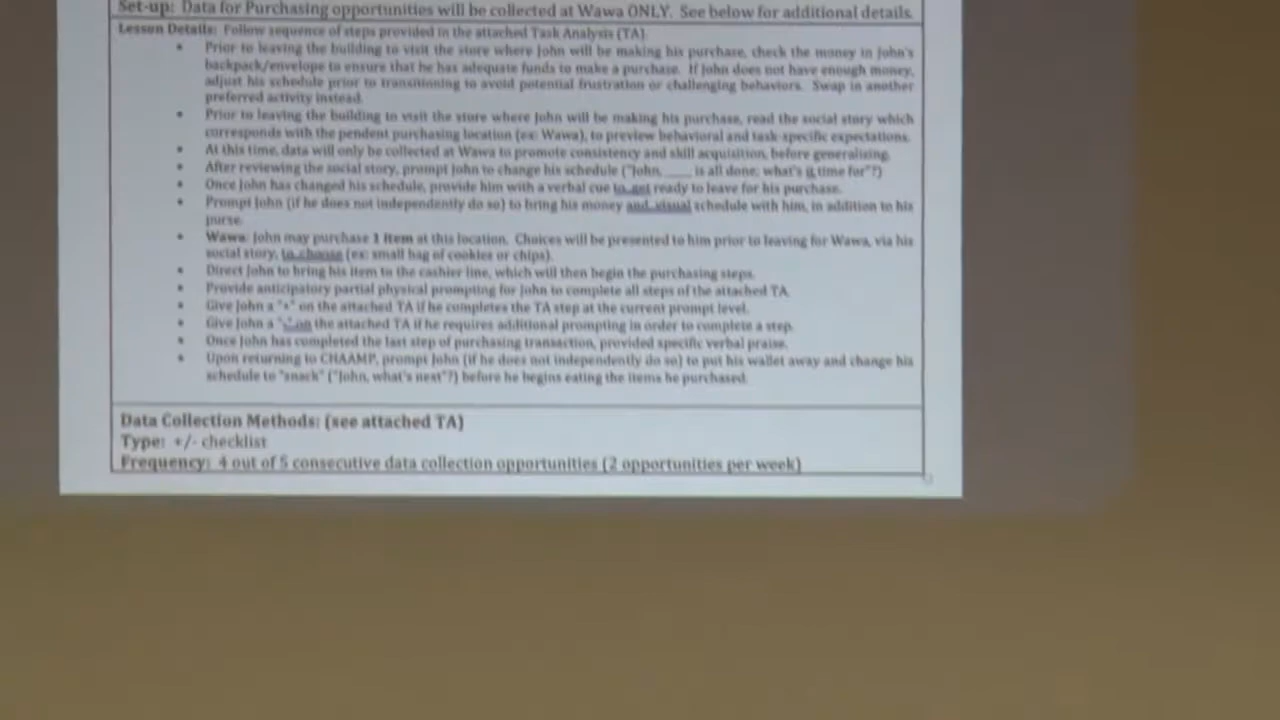 Set-up: Data for Purchasing opportunities will be collected at Wawa ONLY. See below for additional details.
Lesson Details: Follow sequence of steps provided in the attached Task Analysis (TA).
• Prior to leaving the building to visit the store where John will be making his purchase, check the money in John's
backpack/envelope to ensure that he has adequate funds to make a purchase. If John does not have enough money,
adjust his schedule prior to transitioning to avoid potential frustration or challenging behaviors. Swap in another
preferred activity instead.
• Prior to leaving the building to visit the store where John will be making his purchase, read the social story which
corresponds with the pendent purchasing location (ex: Wawa), to preview behavioral and task-specific expectations.
• At this time, data will only be collected at Wawa to promote consistency and skill acquisition, before generalizing.
• After reviewing the social story, prompt John to change his schedule ("John, ____ is all done, what's it time for"?)
• Once John has changed his schedule, provide him with a verbal cue to get ready to leave for his purchase.
• Prompt John (if he does not independently do so) to bring his money and visual schedule with him, in addition to his
purse.
• Wawa: John may purchase 1 item at this location. Choices will be presented to him prior to leaving for Wawa, via his
social story, to choose (ex: small bag of cookies or chips).
• Direct John to bring his item to the cashier line, which will then begin the purchasing steps.
• Provide anticipatory partial physical prompting for John to complete all steps of the attached TA.
• Give John a "+" on the attached TA if he completes the TA step at the current prompt level.
• Give John a "-" on the attached TA if he requires additional prompting in order to complete a step.
• Once John has completed the last step of purchasing transaction, provided specific verbal praise.
• Upon returning to CHAAMP, prompt John (if he does not independently do so) to put his wallet away and change his
schedule to "snack" ("John, what's next"?) before he begins eating the items he purchased.
Data Collection Methods: (see attached TA)
Type: +/- checklist
Frequency: 4 out of 5 consecutive data collection opportunities (2 opportunities per week)